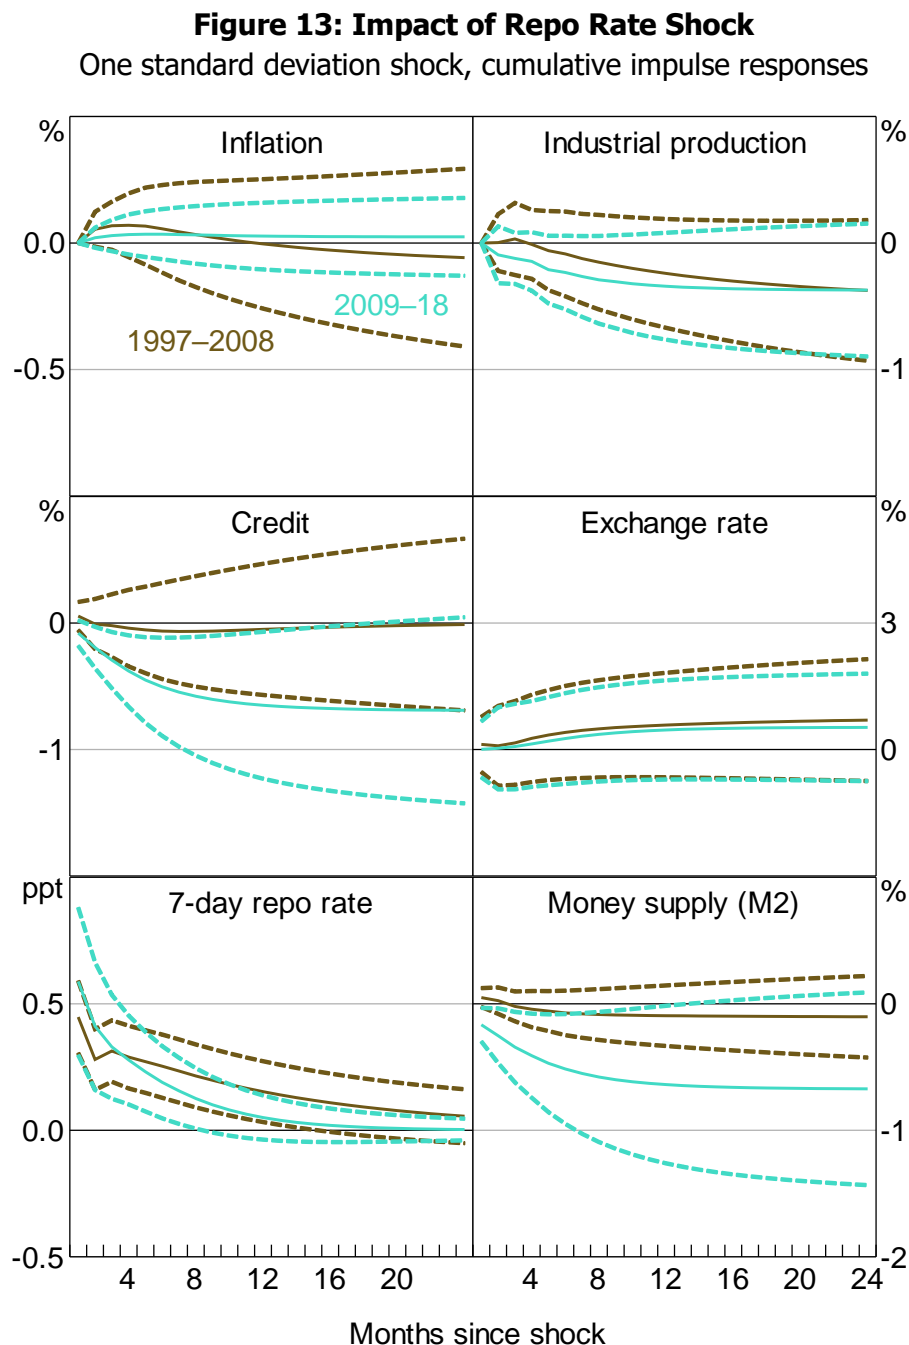 Figure 13: Impact of Repo Rate Shock
One standard deviation shock, cumulative impulse responses
% Inflation Industrial production %
0.0 0
2009–18
1997–2008
-0.5 -1
% Credit Exchange rate %
0 3
-1 0
ppt 7-day repo rate Money supply (M2) %
0.5 0
0.0 -1
-0.5 -2
4 8 12 16 20 4 8 12 16 20 24
Months since shock